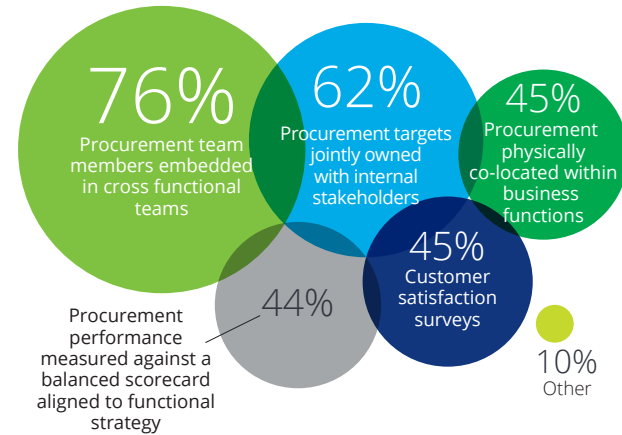 76%
Procurement team
members embedded
in cross functional
teams
62%
Procurement targets
jointly owned
with internal
stakeholders
45%
Procurement
physically
co-located within
business
functions
44%
Procurement
performance
measured against a
balanced scorecard
aligned to functional
strategy
45%
Customer
satisfaction
surveys
10%
Other